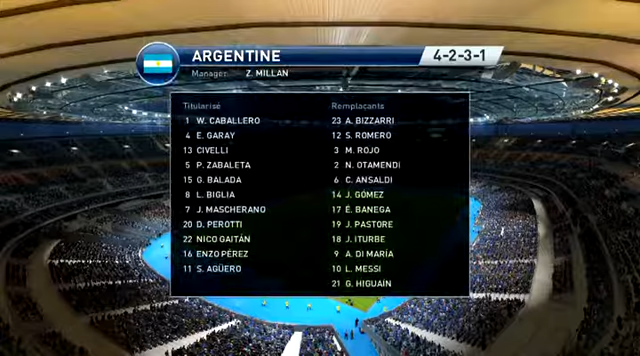 ARGENTINE 4-2-3-1
Manager: Z. MILLAN
Titularisé
1 W. CABALLERO
4 E. GARAY
13 CIVELLI
5 P. ZABALETA
15 G. BALADA
8 L. BIGLIA
7 J. MASCHERANO
20 D. PEROTTI
22 NICO GAITÁN
16 ENZO PÉREZ
11 S. AGÜERO
Remplaçants
23 A. BIZZARRI
12 S. ROMERO
3 M. ROJO
2 N. OTAMENDI
6 C. ANSALDI
14 J. GÓMEZ
17 É. BANEGA
19 J. PASTORE
18 J. ITURBE
9 A. DI MARÍA
10 L. MESSI
21 G. HIGUAÍN